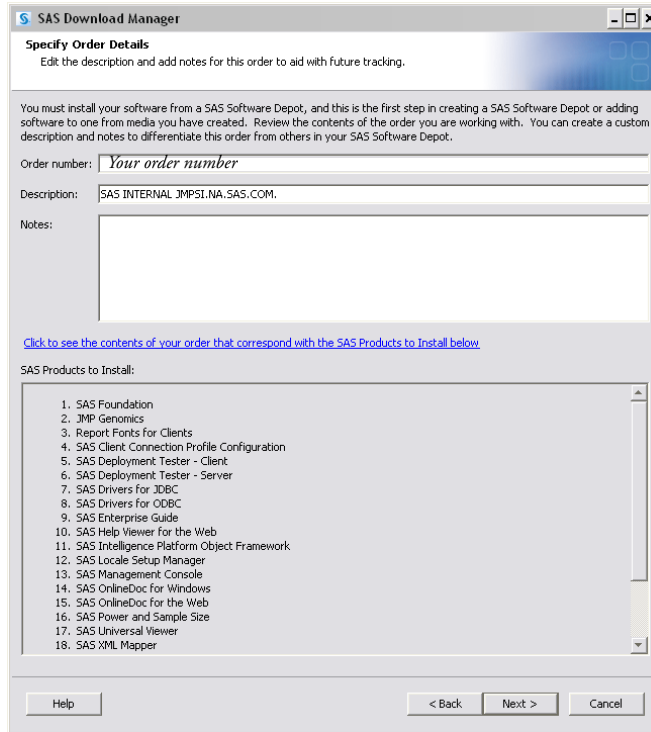 SAS Download Manager
Specify Order Details
Edit the description and add notes for this order to aid with future tracking.
You must install your software from a SAS Software Depot, and this is the first step in creating a SAS Software Depot or adding
software to one from media you have created. Review the contents of the order you are working with. You can create a custom
description and notes to differentiate this order from others in your SAS Software Depot.
Order number: Your order number
Description: SAS INTERNAL JMPSI.NA.SAS.COM.
Notes:
Click to see the contents of your order that correspond with the SAS Products to Install below
SAS Products to Install:
1. SAS Foundation
2. JMP Genomics
3. Report Fonts for Clients
4. SAS Client Connection Profile Configuration
5. SAS Deployment Tester - Client
6. SAS Deployment Tester - Server
7. SAS Drivers for JDBC
8. SAS Drivers for ODBC
9. SAS Enterprise Guide
10. SAS Help Viewer for the Web
11. SAS Intelligence Platform Object Framework
12. SAS Locale Setup Manager
13. SAS Management Console
14. SAS OnlineDoc for Windows
15. SAS OnlineDoc for the Web
16. SAS Power and Sample Size
17. SAS Universal Viewer
18. SAS XML Mapper
Help < Back Next > Cancel